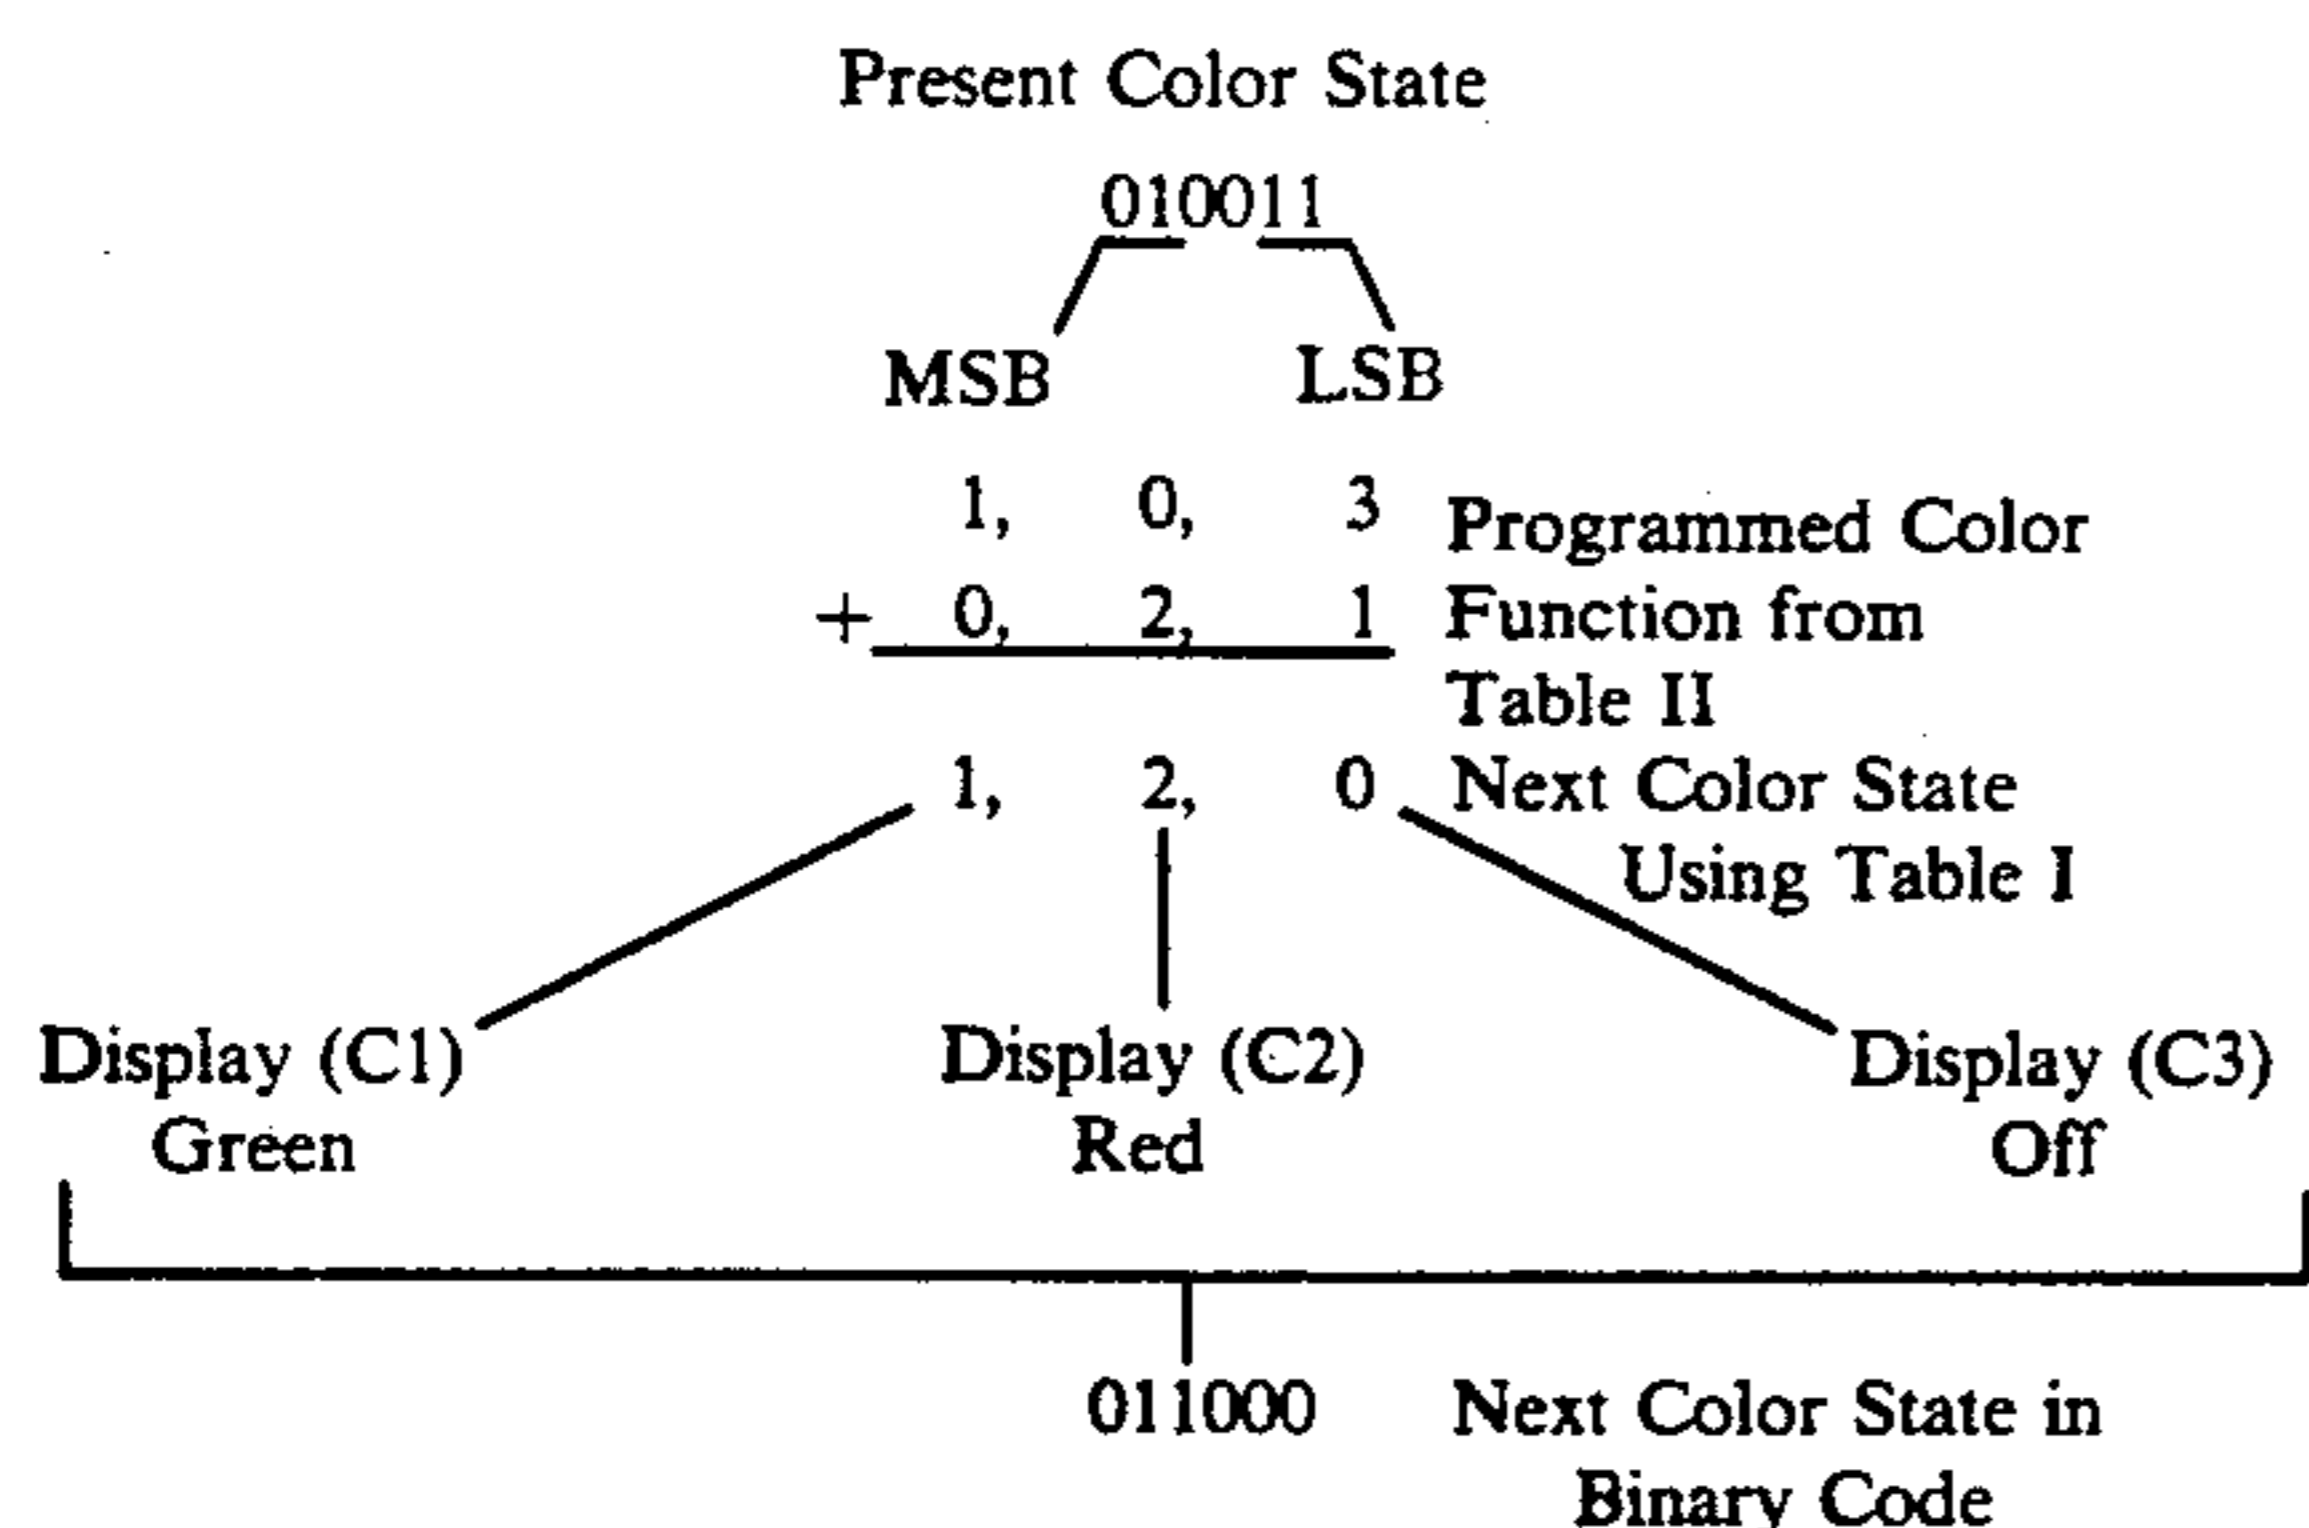 Present Color State
010011
MSB LSB
1, 0, 3 Programmed Color
+ 0, 2, 1 Function from
Table II
1, 2, 0 Next Color State
Using Table I
Display (C1) Display (C2) Display (C3)
Green Red Off
011000 Next Color State in
Binary Code